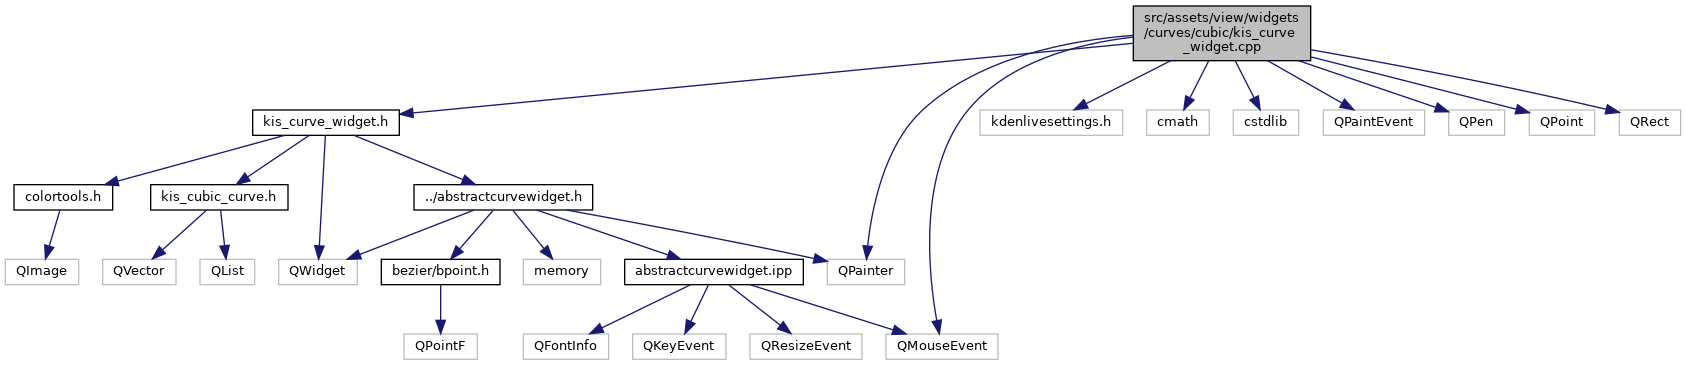 src/assets/view/widgets
/curves/cubic/kis_curve
_widget.cpp
kis_curve_widget.h
kdenlivesettings.h
cmath
cstdlib
QPaintEvent
QPen
QPoint
QRect
colortools.h
kis_cubic_curve.h
../abstractcurvewidget.h
QImage
QVector
QList
QWidget
bezier/bpoint.h
memory
abstractcurvewidget.ipp
QPainter
QPointF
QFontInfo
QKeyEvent
QResizeEvent
QMouseEvent